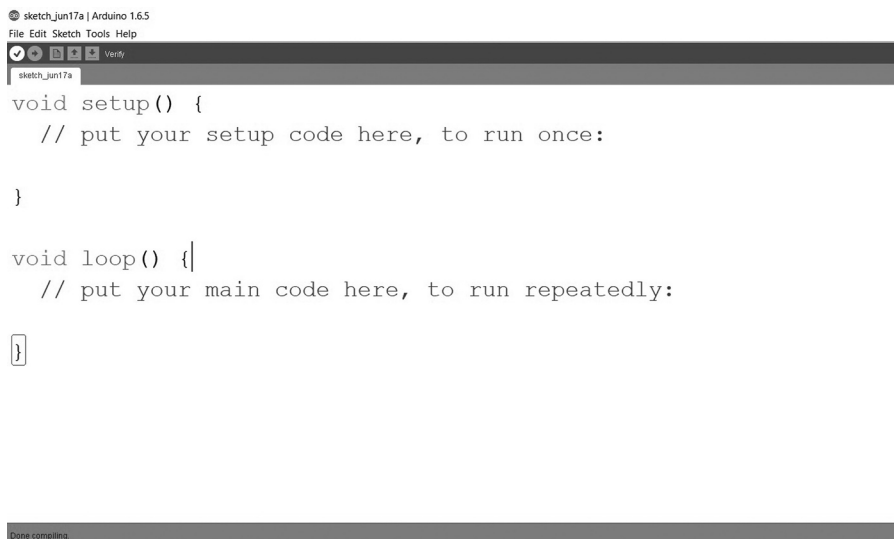 sketch_jun17a | Arduino 1.6.5
File Edit Sketch Tools Help
Verify
sketch_jun17a
void setup() {
  // put your setup code here, to run once:
}
void loop() {
  // put your main code here, to run repeatedly:
}
Done compiling.